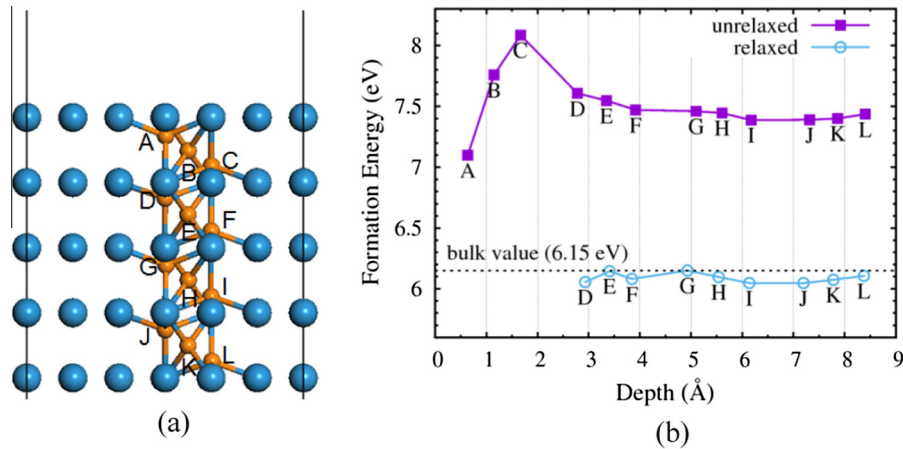 (a)
A
B
C
D
E
F
G
H
I
J
K
L
(a)
(b)
unrelaxed
relaxed
Formation Energy (eV)
8
7.5
7
6.5
6
A
B
C
D
E
F
G
H
I
J
K
L
bulk value (6.15 eV)
D
E
F
G
H
I
J
K
L
0 1 2 3 4 5 6 7 8 9
Depth (Å)
(b)